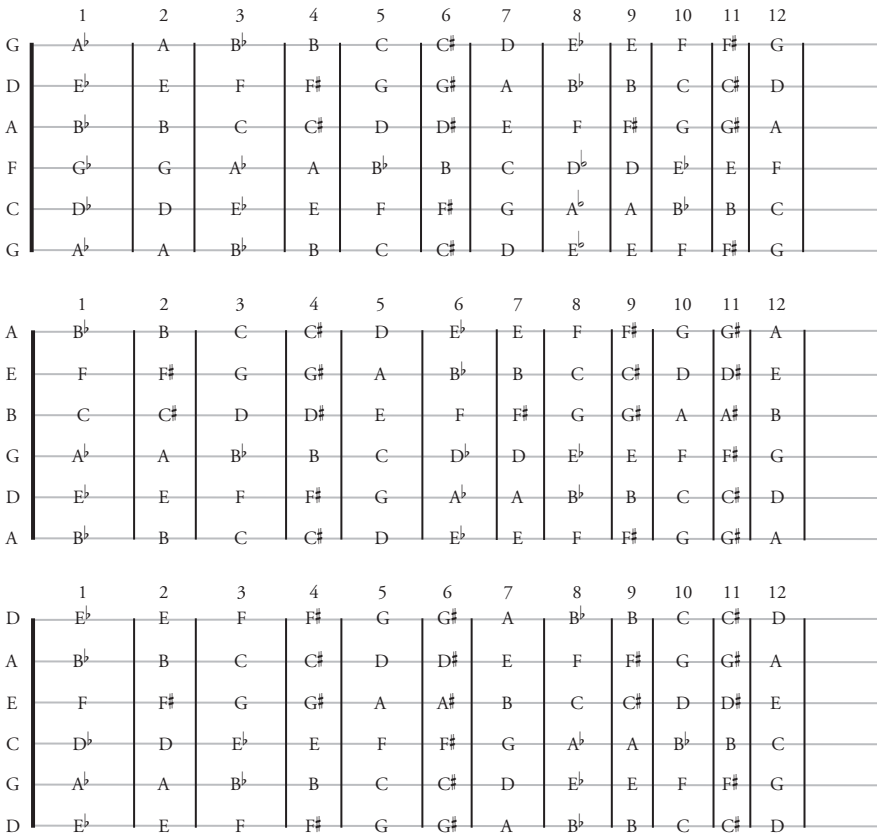 1 2 3 4 5 6 7 8 9 10 11 12
G A♭ A B♭ B C C♯ D E♭ E F F♯ G
D E♭ E F F♯ G G♯ A B♭ B C C♯ D
A B♭ B C C♯ D D♯ E F F♯ G G♯ A
F G♭ G A♭ A B♭ B C D♭ D E♭ E F
C D♭ D E♭ E F F♯ G A♭ A B♭ B C
G A♭ A B♭ B C C♯ D E♭ E F F♯ G
1 2 3 4 5 6 7 8 9 10 11 12
A B♭ B C C♯ D E♭ E F F♯ G G♯ A
E F F♯ G G♯ A B♭ B C C♯ D D♯ E
B C C♯ D D♯ E F F♯ G G♯ A A♯ B
G A♭ A B♭ B C D♭ D E♭ E F F♯ G
D E♭ E F F♯ G A♭ A B♭ B C C♯ D
A B♭ B C C♯ D E♭ E F F♯ G G♯ A
1 2 3 4 5 6 7 8 9 10 11 12
D E♭ E F F♯ G G♯ A B♭ B C C♯ D
A B♭ B C C♯ D D♯ E F F♯ G G♯ A
E F F♯ G G♯ A A♯ B C C♯ D D♯ E
C D♭ D E♭ E F F♯ G A♭ A B♭ B C
G A♭ A B♭ B C C♯ D E♭ E F F♯ G
D E♭ E F F♯ G G♯ A B♭ B C C♯ D